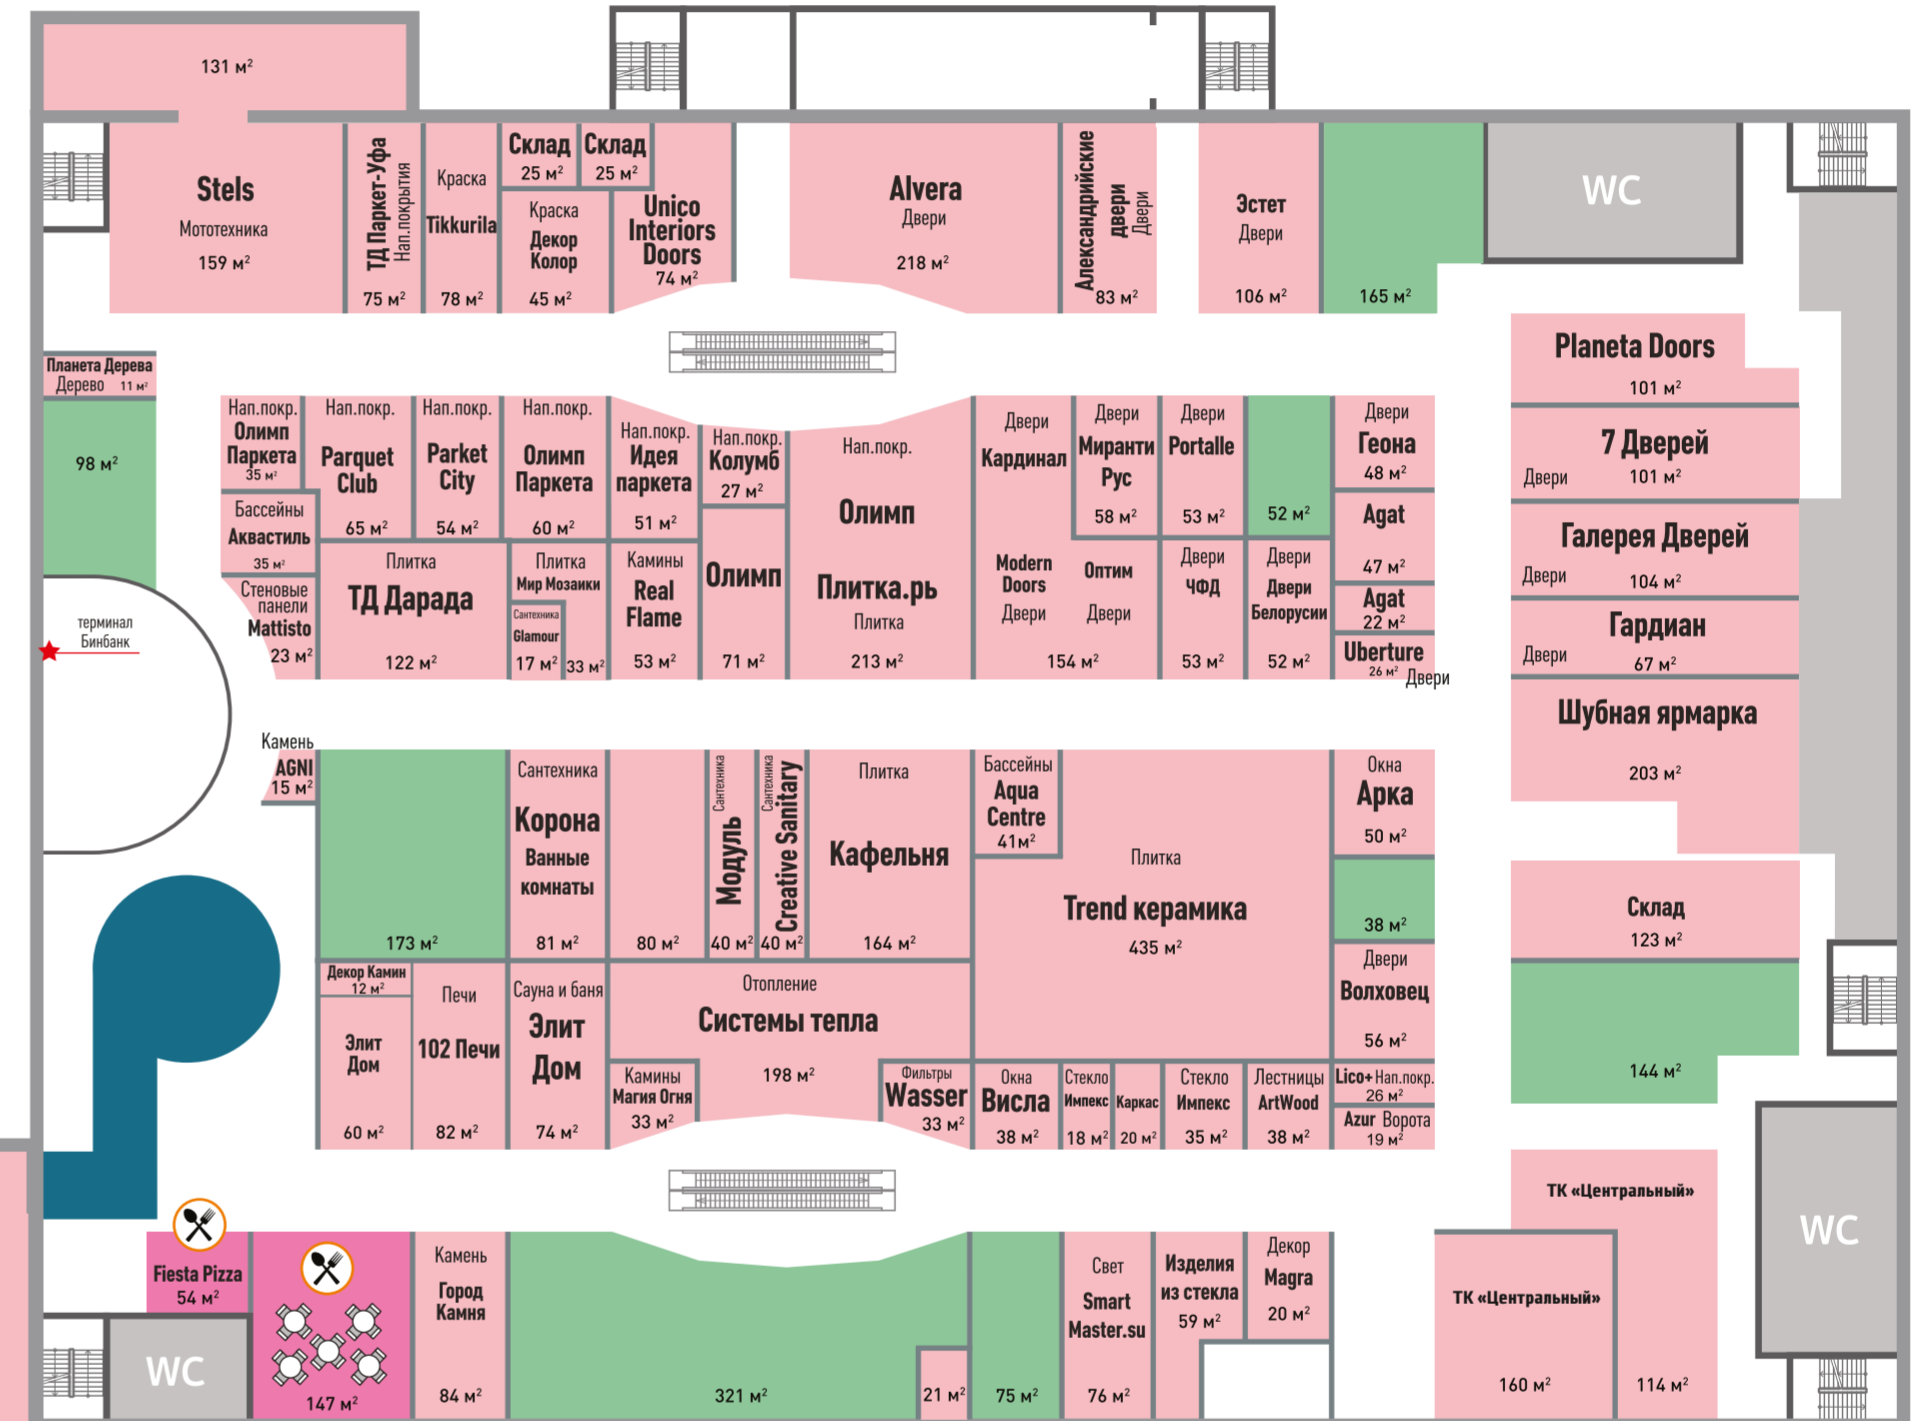 131 м²
Stels
Мототехника
159 м²
ТД Паркет-Уфа
Нап.покрытия
75 м²
Краска
Tikkurila
78 м²
Склад
25 м²
Склад
25 м²
Краска
Декор
Колор
45 м²
Unico
Interiors
Doors
74 м²
Alvera
Двери
218 м²
Александрийские
двери
Двери
83 м²
Эстет
Двери
106 м²
165 м²
WC
Планета Дерева
Дерево 11 м²
98 м²
терминал
Бинбанк
Нап.покр.
Олимп
Паркета
35 м²
Нап.покр.
Parquet
Club
65 м²
Нап.покр.
Parket
City
54 м²
Нап.покр.
Олимп
Паркета
60 м²
Нап.покр.
Идея
паркета
51 м²
Нап.покр.
Колумб
27 м²
Нап.покр.
Олимп
Плитка.рь
Плитка
213 м²
Двери
Кардинал
Двери
Миранти
Рус
58 м²
Двери
Portalle
53 м²
52 м²
Двери
Геона
48 м²
Agat
47 м²
Agat
22 м²
Uberture
26 м²
Двери
Бассейны
Аквастиль
35 м²
Стеновые
панели
Mattisto
23 м²
Плитка
ТД Дарада
122 м²
Плитка
Мир Мозаики
33 м²
Сантехника
Glamour
17 м²
Камины
Real
Flame
53 м²
Олимп
71 м²
Modern
Doors
Двери
Оптим
Двери
154 м²
Двери
ЧФД
53 м²
Двери
Двери
Белорусии
52 м²
Planeta Doors
101 м²
7 Дверей
Двери
101 м²
Галерея Дверей
Двери
104 м²
Гардиан
Двери
67 м²
Шубная ярмарка
203 м²
Склад
123 м²
144 м²
Камень
AGNI
15 м²
173 м²
Сантехника
Корона
Ванные
комнаты
81 м²
80 м²
Сантехника
Модуль
40 м²
Сантехника
Creative Sanitary
40 м²
Плитка
Кафельня
164 м²
Бассейны
Aqua
Centre
41м²
Плитка
Trend керамика
435 м²
Окна
Арка
50 м²
38 м²
Двери
Волховец
56 м²
Декор Камин
12 м²
Элит
Дом
60 м²
Печи
102 Печи
82 м²
Сауна и баня
Элит
Дом
74 м²
Отопление
Системы тепла
198 м²
Камины
Магия Огня
33 м²
Фильтры
Wasser
33 м²
Окна
Висла
38 м²
Стекло
Импекс
18 м²
Каркас
20 м²
Стекло
Импекс
35 м²
Лестницы
ArtWood
38 м²
Lico+ Нап.покр.
26 м²
Azur Ворота
19 м²
Fiesta Pizza
54 м²
WC
147 м²
Камень
Город
Камня
84 м²
321 м²
21 м²
75 м²
Свет
Smart
Master.su
76 м²
Изделия
из стекла
59 м²
Декор
Magra
20 м²
ТК «Центральный»
114 м²
ТК «Центральный»
160 м²
WC